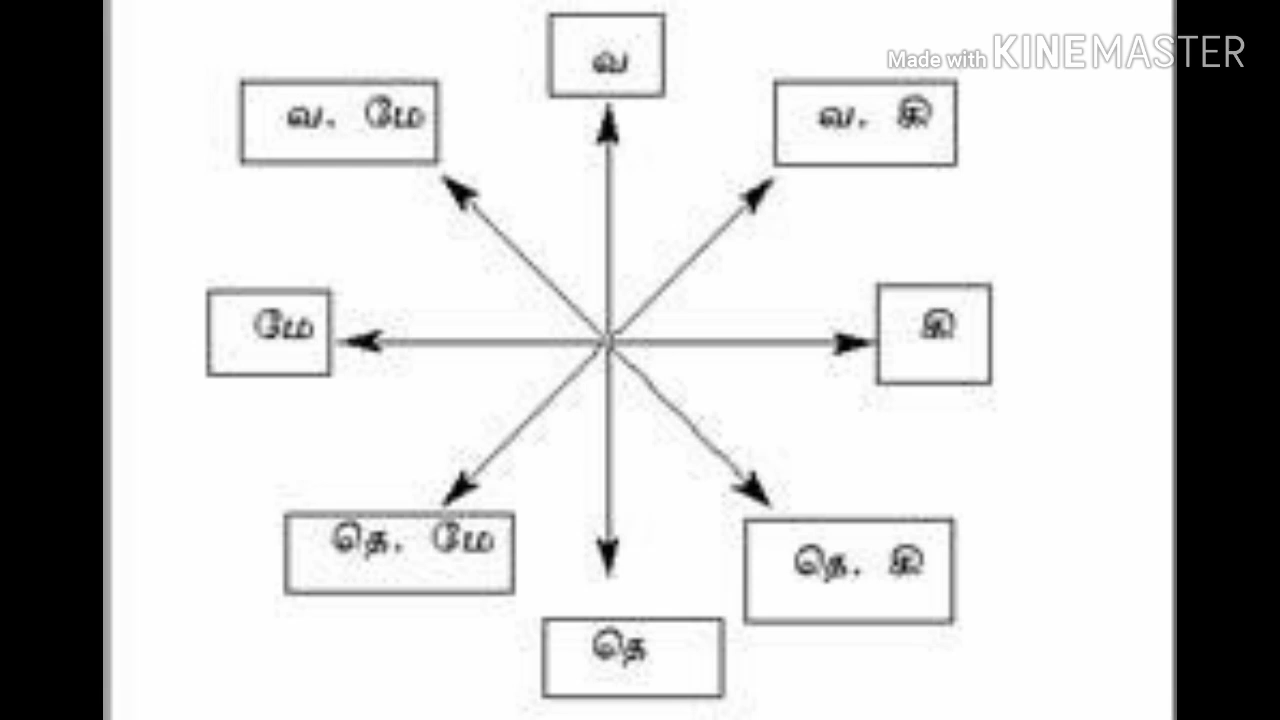 வ
Made with KINEMASTER
வ. மே
வ. கி
மே
கி
தெ. மே
தெ. கி
தெ